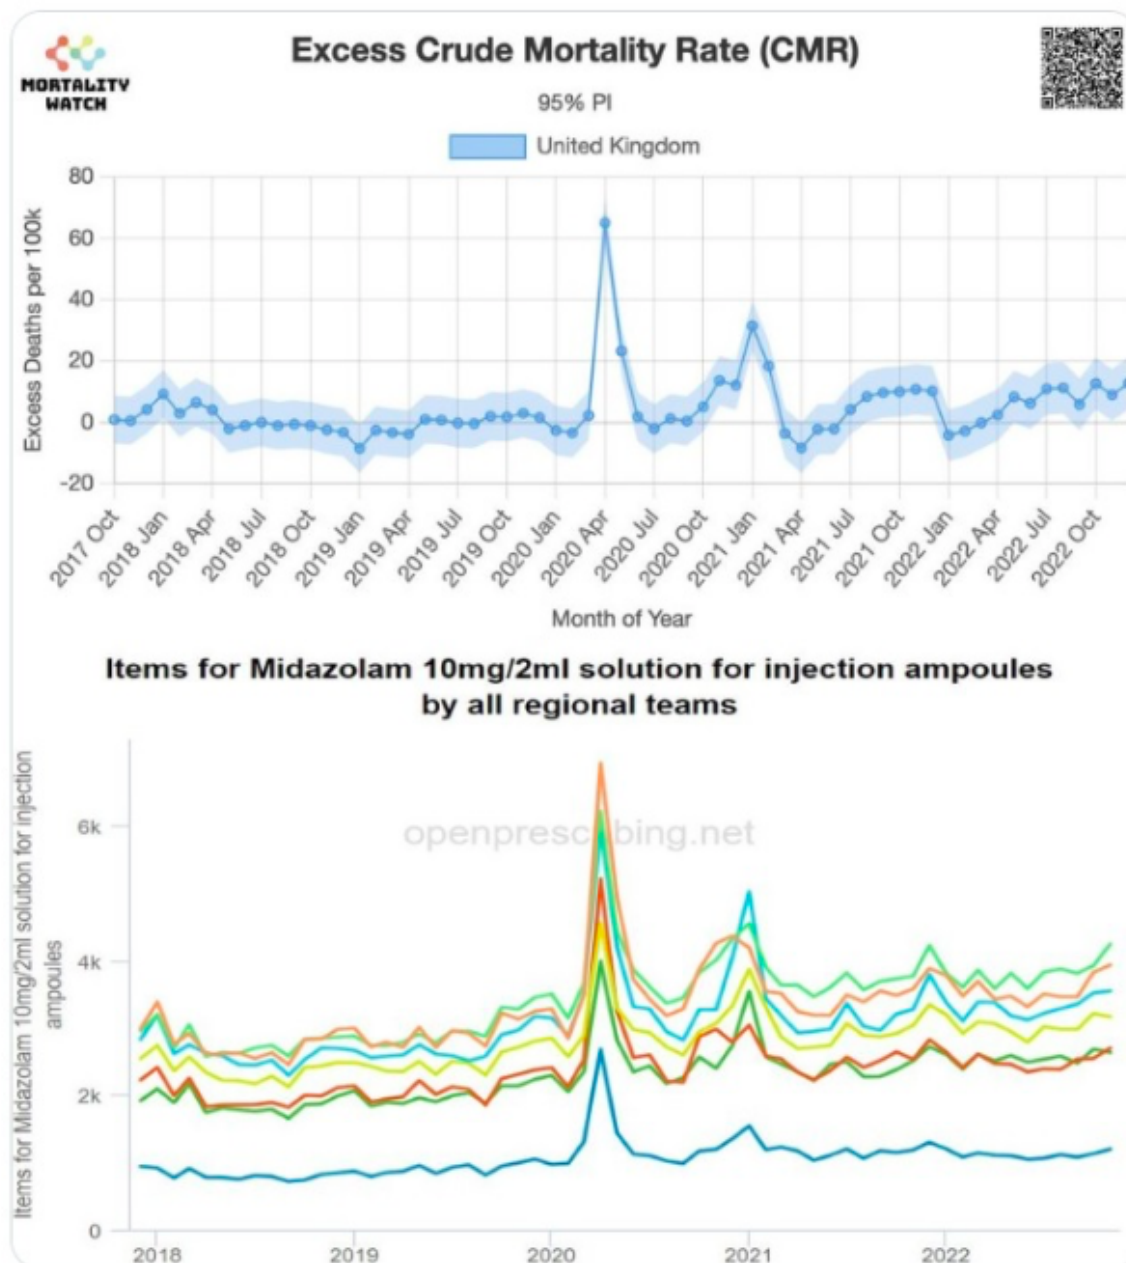 MORTALITY
WATCH
Excess Crude Mortality Rate (CMR)
95% PI
United Kingdom
Excess Deaths per 100k
80
60
40
20
0
-20
2017 Oct
2018 Jan
2018 Apr
2018 Jul
2018 Oct
2019 Jan
2019 Apr
2019 Jul
2019 Oct
2020 Jan
2020 Apr
2020 Jul
2020 Oct
2021 Jan
2021 Apr
2021 Jul
2021 Oct
2022 Jan
2022 Apr
2022 Jul
2022 Oct
Month of Year
Items for Midazolam 10mg/2ml solution for injection ampoules
by all regional teams
Items for Midazolam 10mg/2ml solution for injection
ampoules
openprescribing.net
6k
4k
2k
0
2018
2019
2020
2021
2022